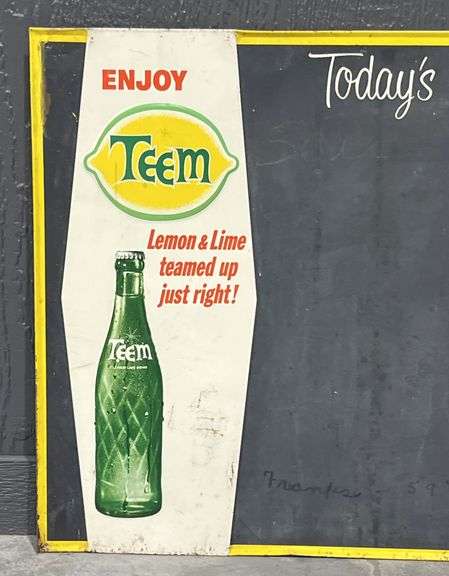 ENJOY
Teem
Lemon & Lime
teamed up
just right!
Teem
Today's